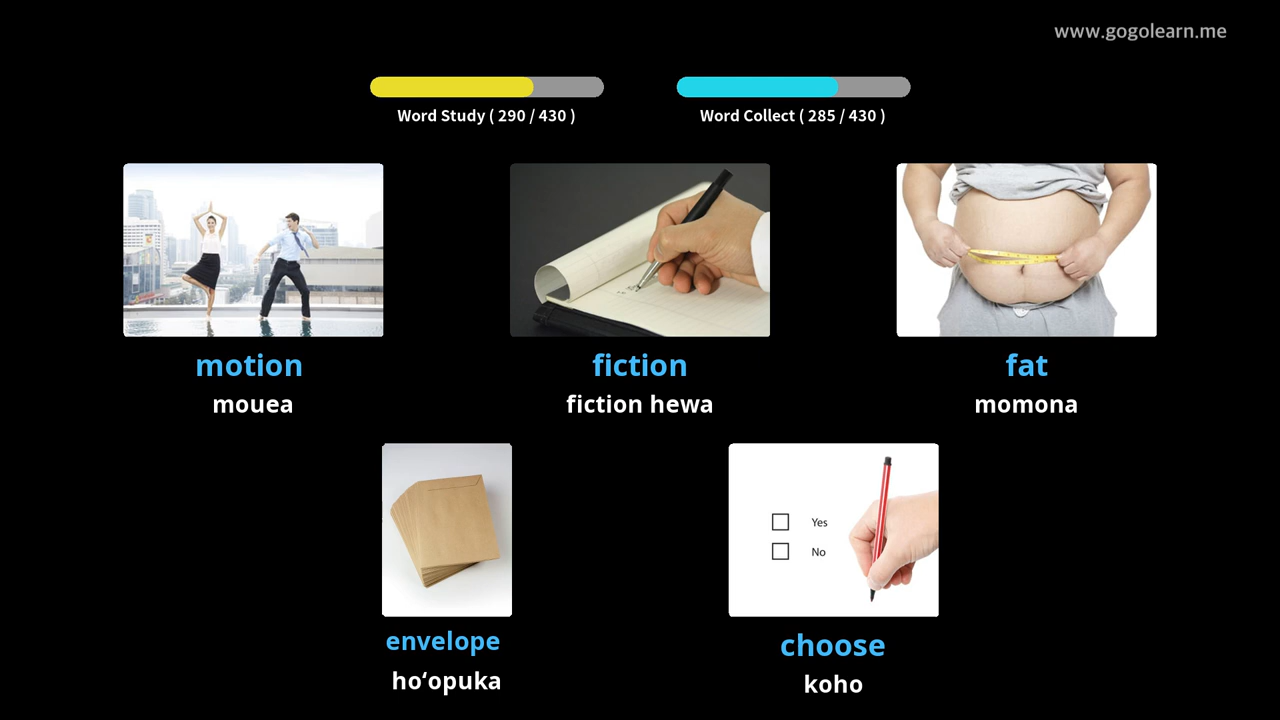 www.gogolearn.me
Word Study ( 290 / 430 )
Word Collect ( 285 / 430 )
motion
mouea
fiction
fiction hewa
fat
momona
Yes
No
envelope
hoʻopuka
choose
koho